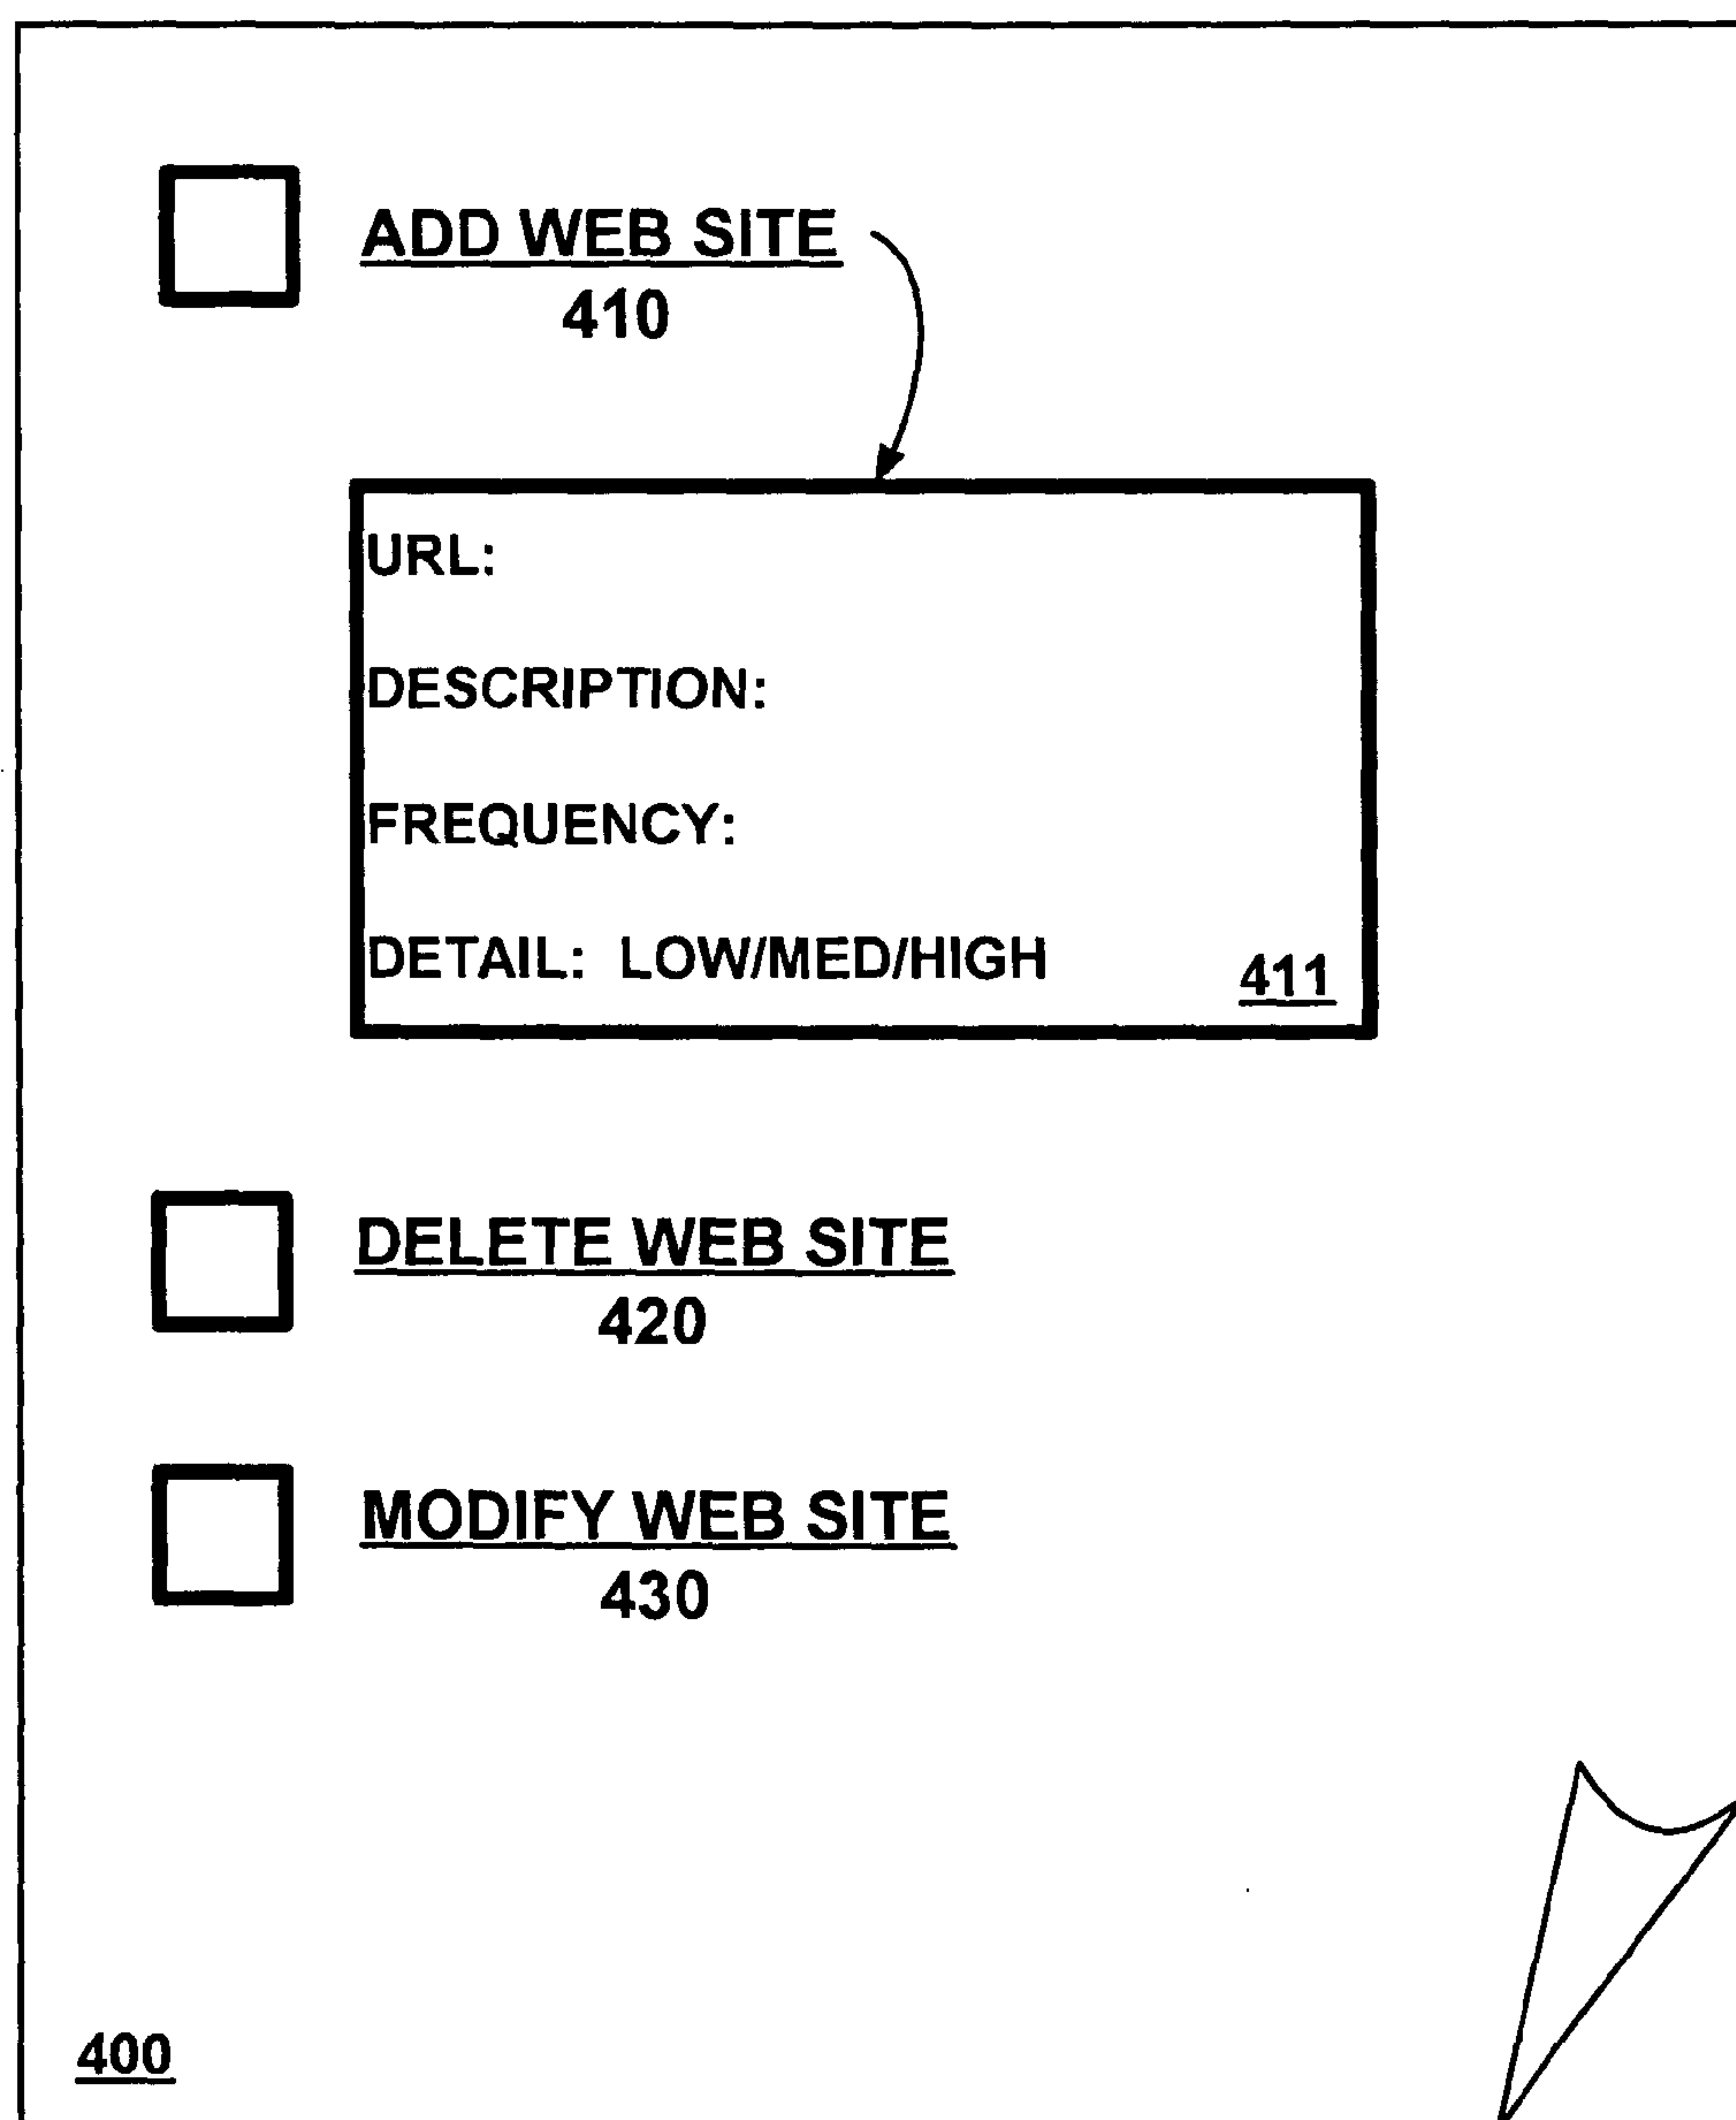 ADD WEB SITE
410
URL:
DESCRIPTION:
FREQUENCY:
DETAIL: LOW/MED/HIGH
411
DELETE WEB SITE
420
MODIFY WEB SITE
430
400